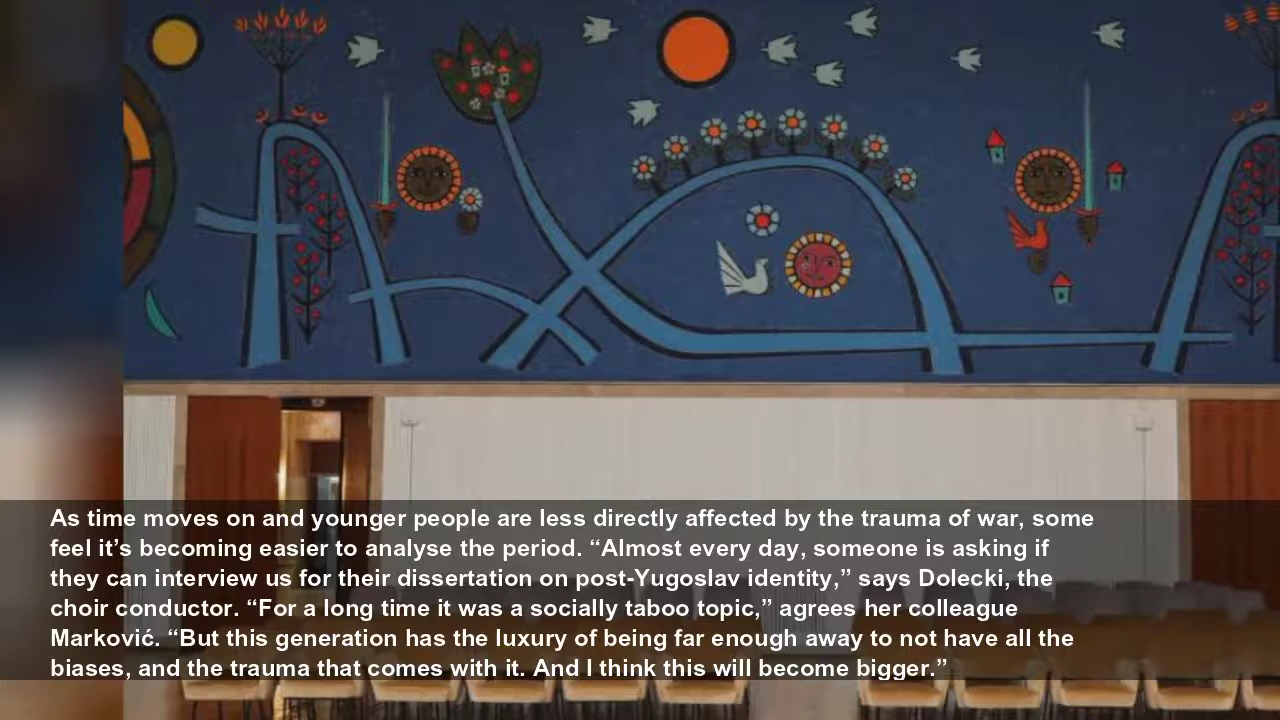 As time moves on and younger people are less directly affected by the trauma of war, some
feel it’s becoming easier to analyse the period. “Almost every day, someone is asking if
they can interview us for their dissertation on post-Yugoslav identity,” says Dolecki, the
choir conductor. “For a long time it was a socially taboo topic,” agrees her colleague
Marković. “But this generation has the luxury of being far enough away to not have all the
biases, and the trauma that comes with it. And I think this will become bigger.”